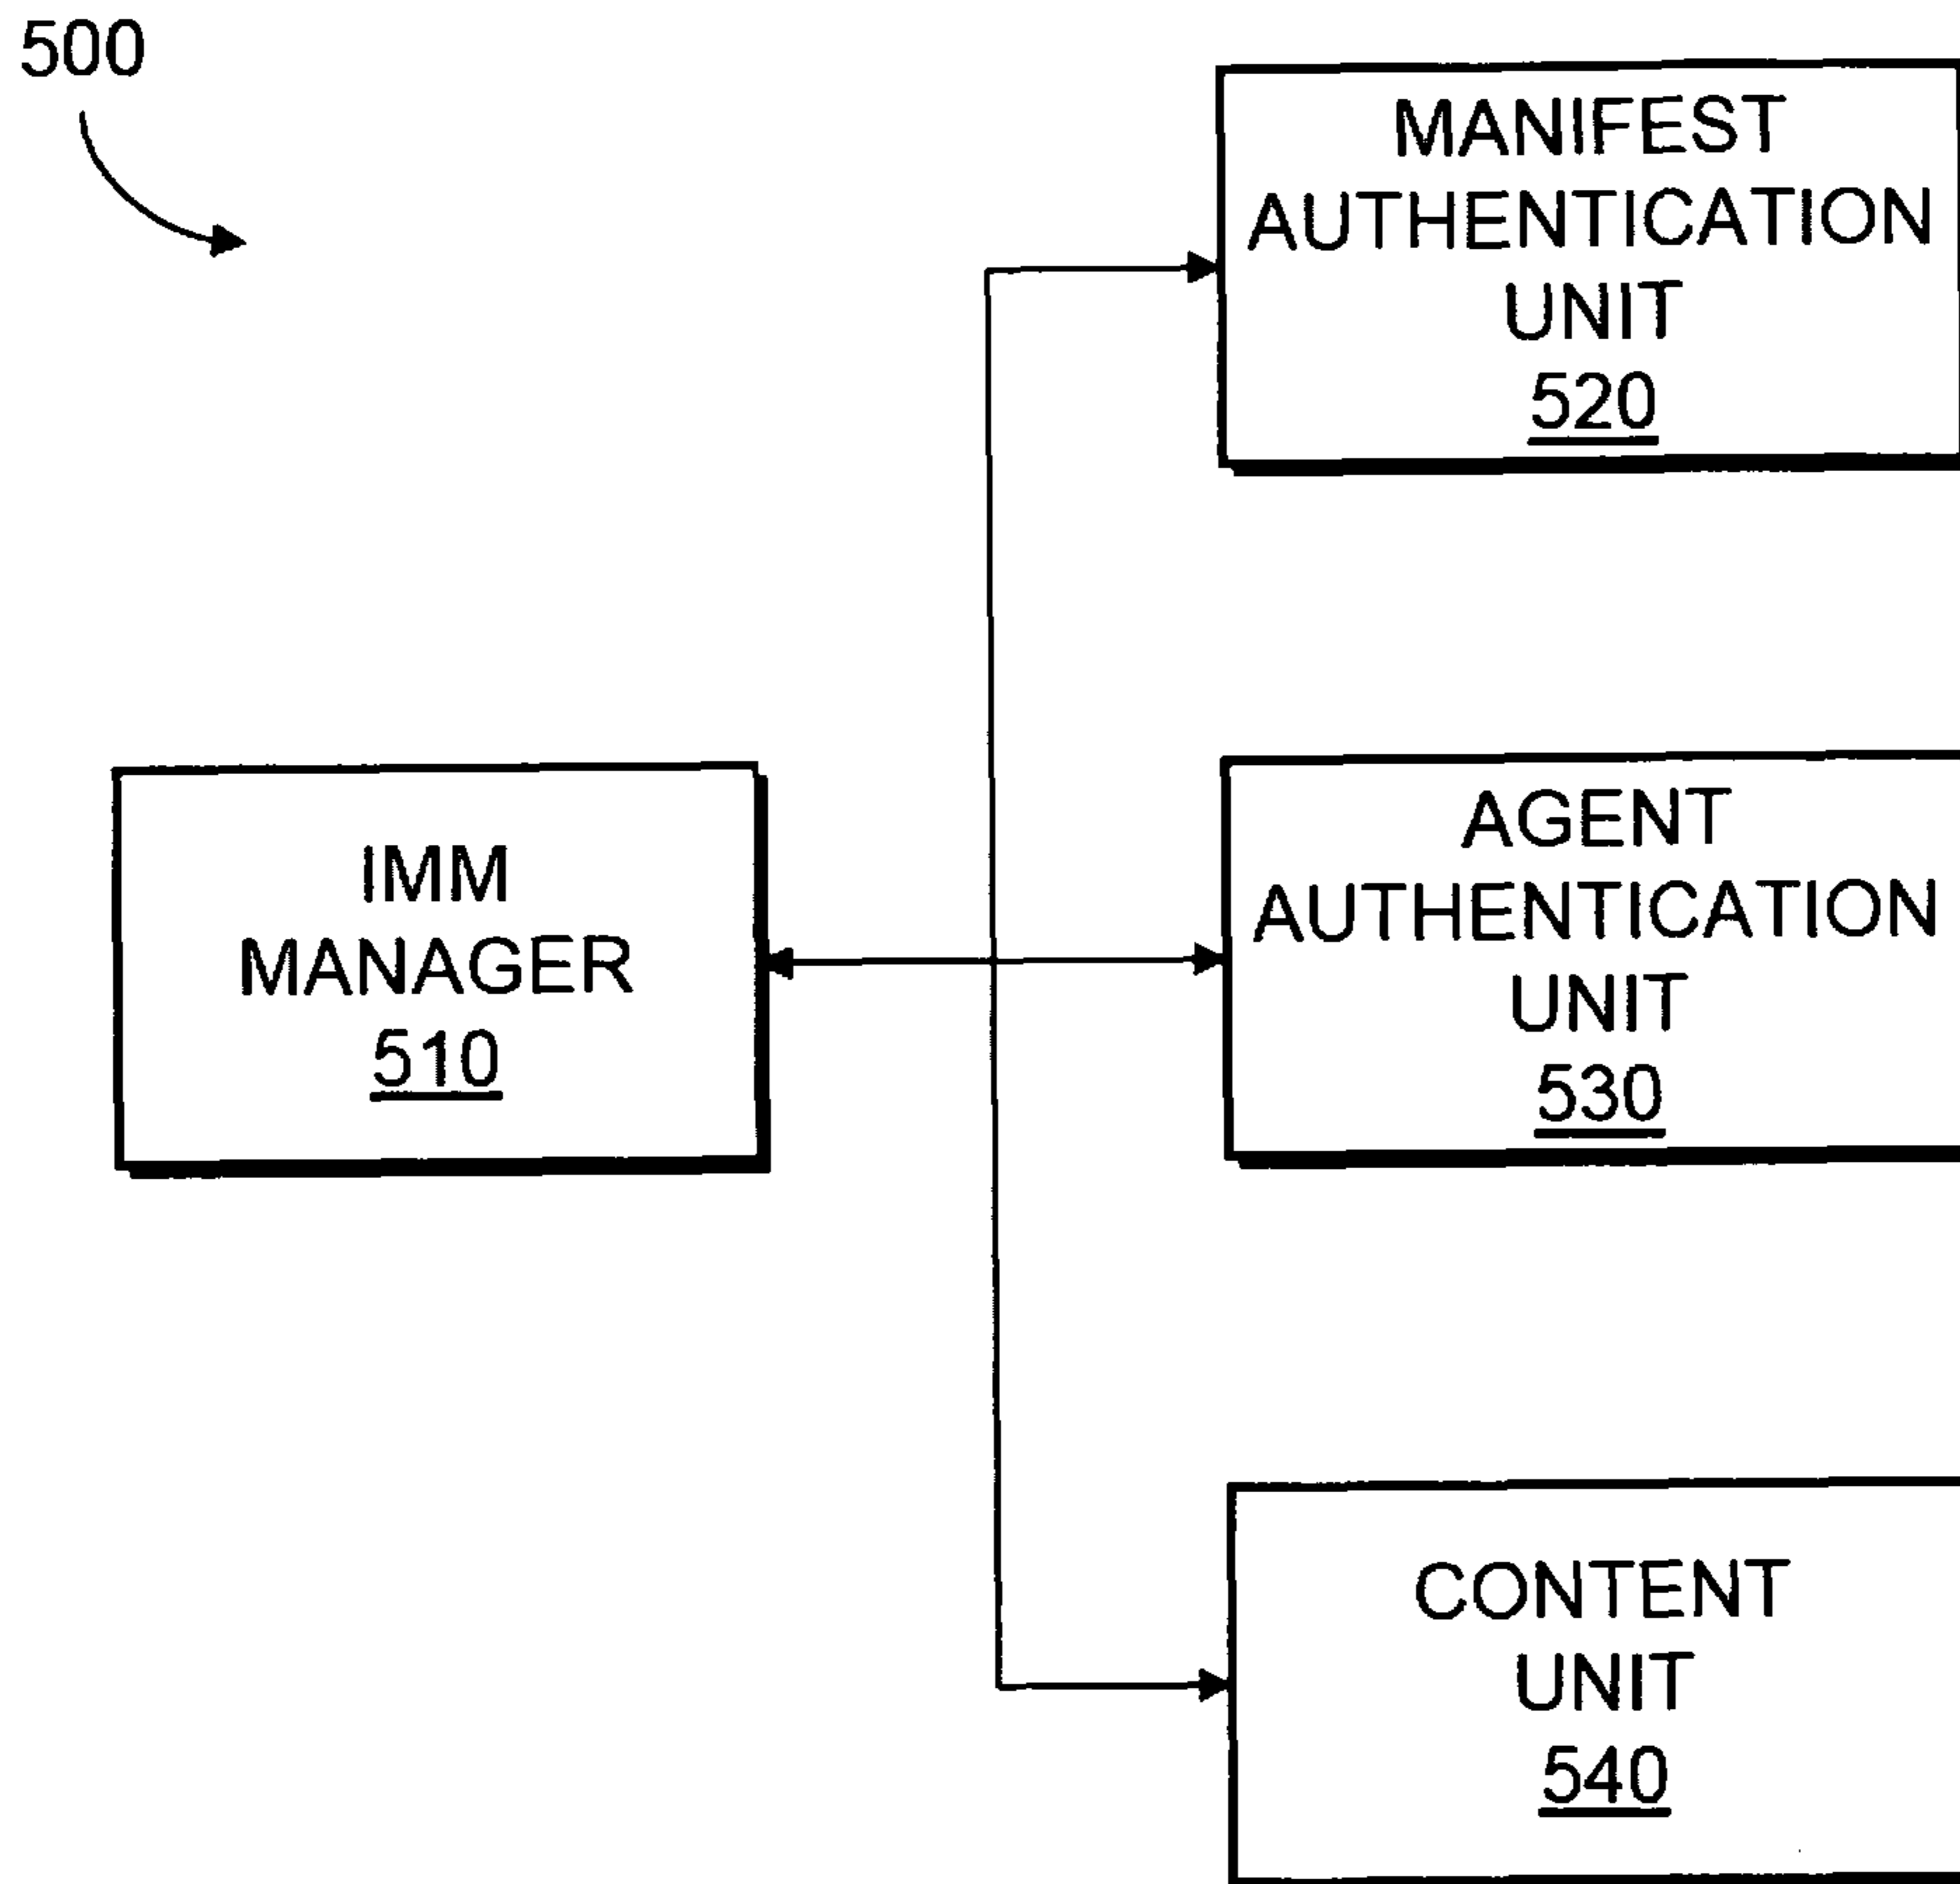 500
MANIFEST
AUTHENTICATION
UNIT
520
IMM
MANAGER
510
AGENT
AUTHENTICATION
UNIT
530
CONTENT
UNIT
540